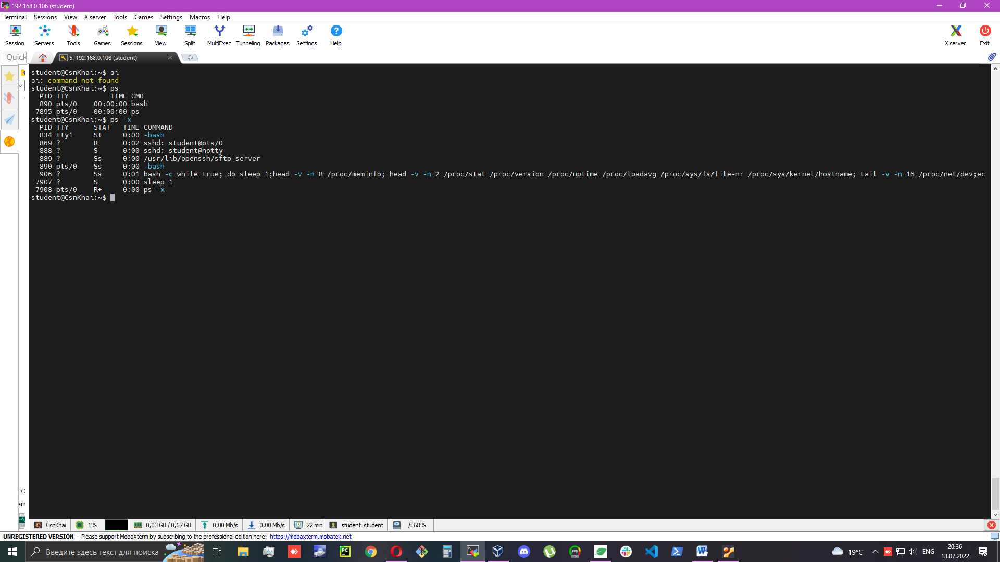 192.168.0.106 (student)
Terminal Sessions View X server Tools Games Settings Macros Help
Session Servers Tools Games Sessions View Split MultiExec Tunneling Packages Settings Help X server Exit
Quick
5. 192.168.0.106 (student)
student@CsnKhai:~$ зі
зі: command not found
student@CsnKhai:~$ ps
PID TTY          TIME CMD
890 pts/0    00:00:00 bash
7895 pts/0    00:00:00 ps
student@CsnKhai:~$ ps -x
PID TTY      STAT   TIME COMMAND
834 tty1     S+     0:00 -bash
869 ?        R      0:02 sshd: student@pts/0
888 ?        S      0:00 sshd: student@notty
889 ?        Ss     0:00 /usr/lib/openssh/sftp-server
890 pts/0    Ss     0:00 -bash
906 ?        Ss     0:01 bash -c while true; do sleep 1;head -v -n 8 /proc/meminfo; head -v -n 2 /proc/stat /proc/version /proc/uptime /proc/loadavg /proc/sys/fs/file-nr /proc/sys/kernel/hostname; tail -v -n 16 /proc/net/dev;ec
7907 ?        S      0:00 sleep 1
7908 pts/0    R+     0:00 ps -x
student@CsnKhai:~$
CsnKhai 1% 0,03 GB / 0,67 GB 0,00 Mb/s 0,00 Mb/s 22 min student student /: 68%
UNREGISTERED VERSION - Please support MobaXterm by subscribing to the professional edition here: https://mobaxterm.mobatek.net
Введите здесь текст для поиска
19°C ENG 20:36
13.07.2022